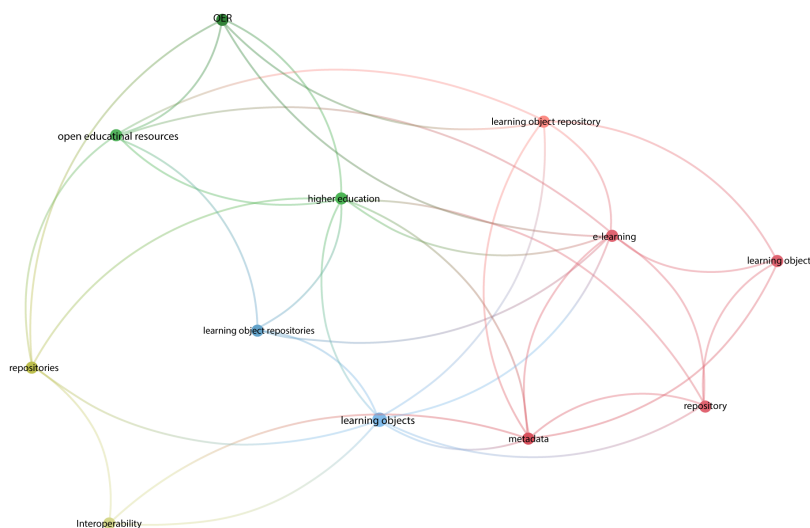 OER
learning object repository
open educatinal resources
higher education
e-learning
learning object
learning object repositories
repositories
repository
learning objects
metadata
Interoperability